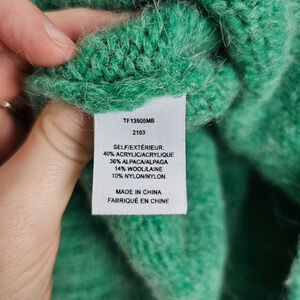 TF13905MB
2103
SELF/EXTÉRIEUR:
40% ACRYLIC/ACRYLIQUE
36% ALPACA/ALPAGA
14% WOOL/LAINE
10% NYLON/NYLON
MADE IN CHINA
FABRIQUÉ EN CHINE